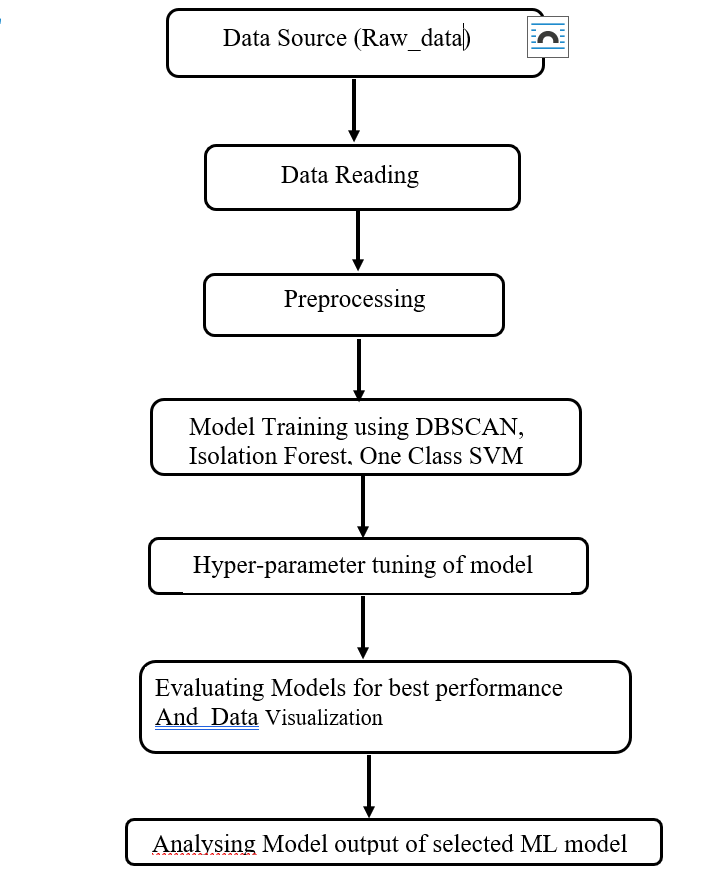 Data Source (Raw_data)
Data Reading
Preprocessing
Model Training using DBSCAN,
Isolation Forest, One Class SVM
Hyper-parameter tuning of model
Evaluating Models for best performance
And  Data Visualization
Analysing Model output of selected ML model